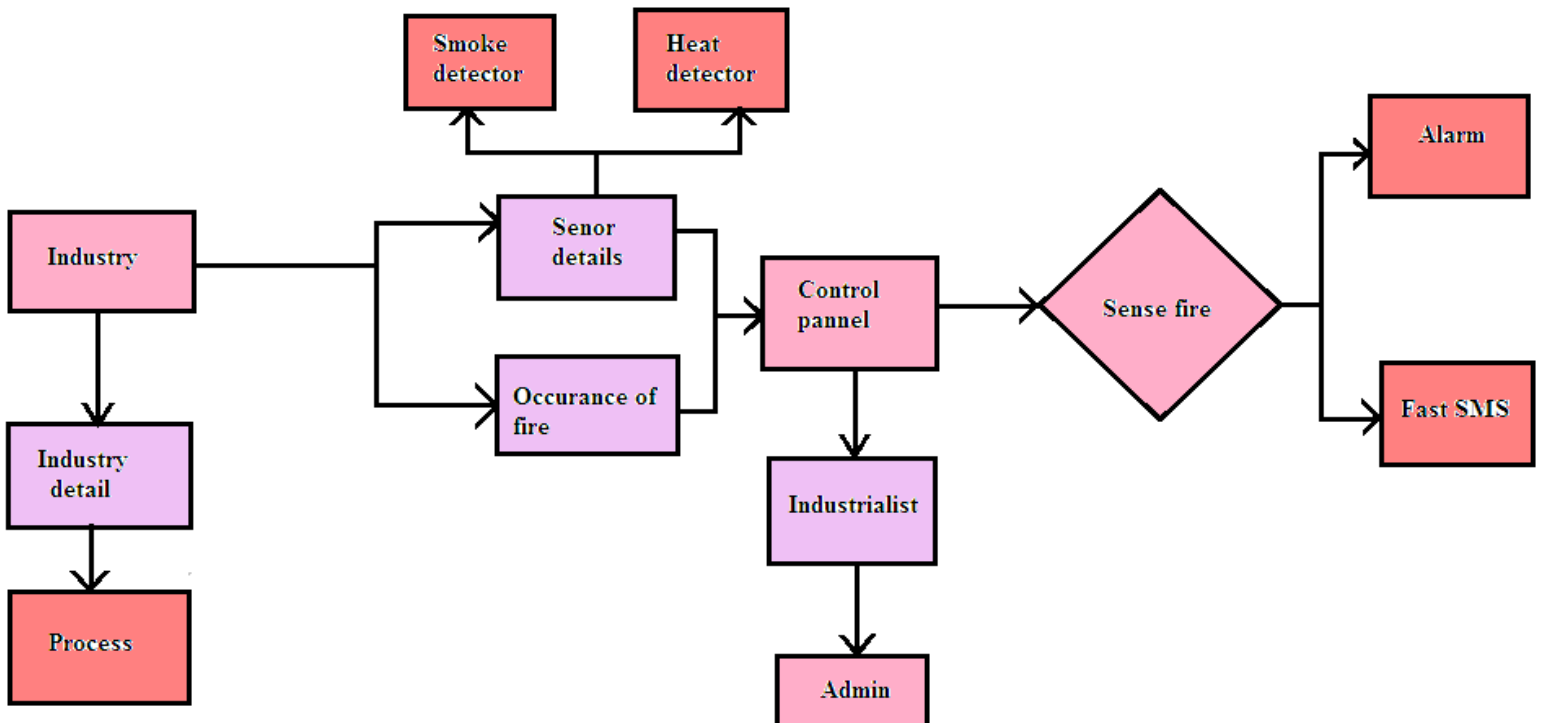 Smoke
detector
Heat
detector
Alarm
Industry
Senor
details
Control
pannel
Sense fire
Occurance of
fire
Fast SMS
Industry
detail
Industrialist
Process
Admin